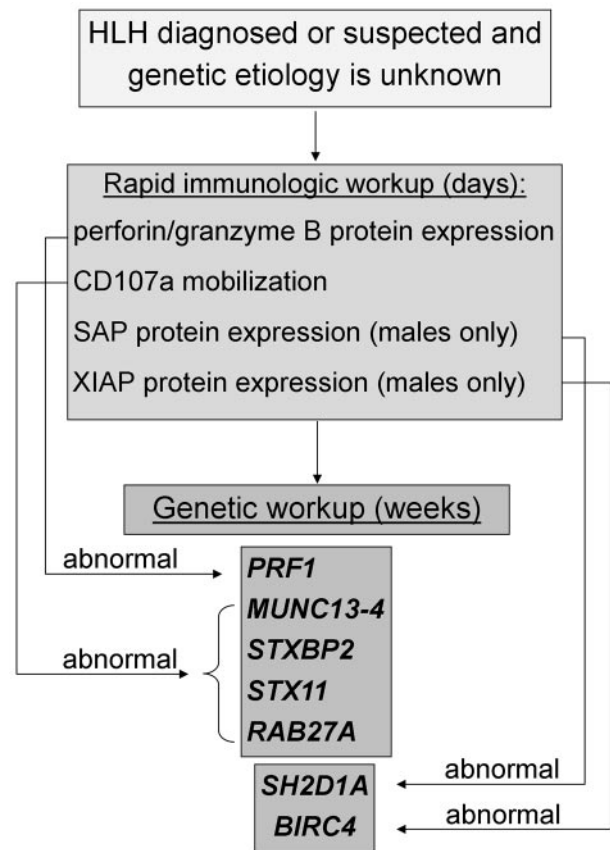 HLH diagnosed or suspected and
genetic etiology is unknown
Rapid immunologic workup (days):
perforin/granzyme B protein expression
CD107a mobilization
SAP protein expression (males only)
XIAP protein expression (males only)
Genetic workup (weeks)
abnormal
PRF1
MUNC13-4
abnormal
STXBP2
STX11
RAB27A
abnormal
SH2D1A
abnormal
BIRC4